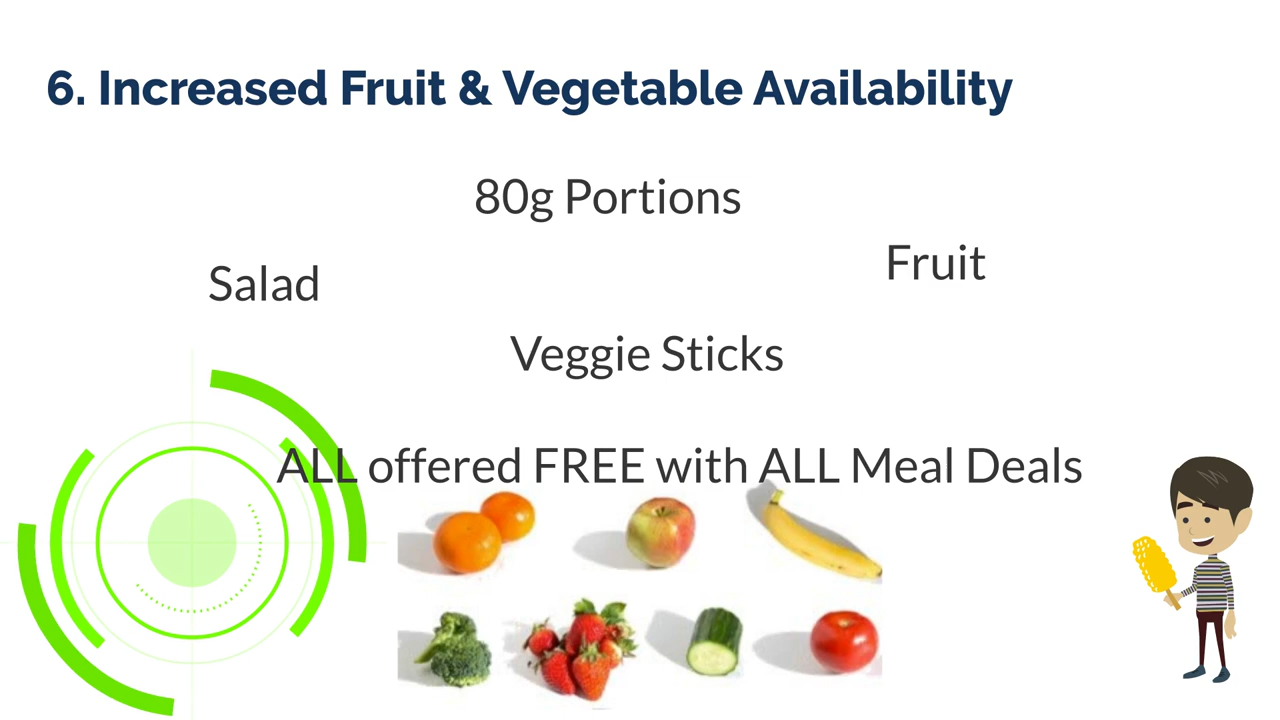 6. Increased Fruit & Vegetable Availability
80g Portions
Fruit
Salad
Veggie Sticks
ALL offered FREE with ALL Meal Deals